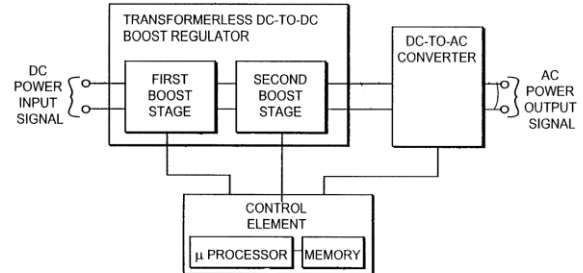 TRANSFORMERLESS DC-TO-DC
BOOST REGULATOR
DC-TO-AC
CONVERTER
DC
POWER
INPUT
SIGNAL
FIRST
BOOST
STAGE
SECOND
BOOST
STAGE
AC
POWER
OUTPUT
SIGNAL
CONTROL
ELEMENT
μ PROCESSOR
MEMORY